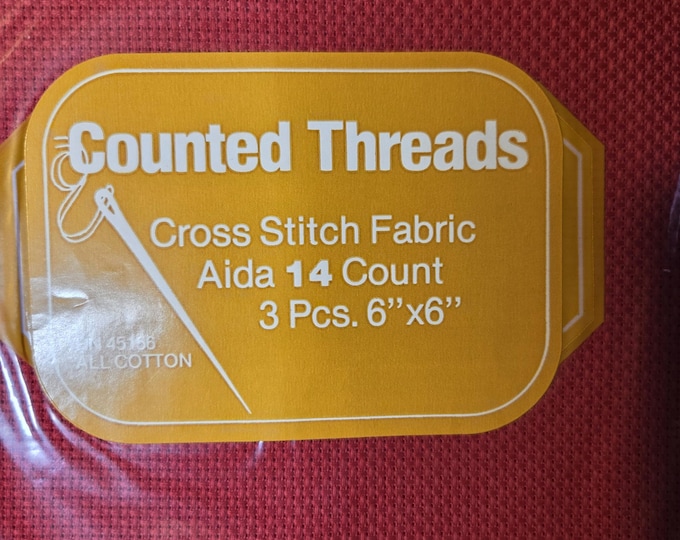 Counted Threads
Cross Stitch Fabric
Aida 14 Count
3 Pcs. 6”x6”
ALL COTTON